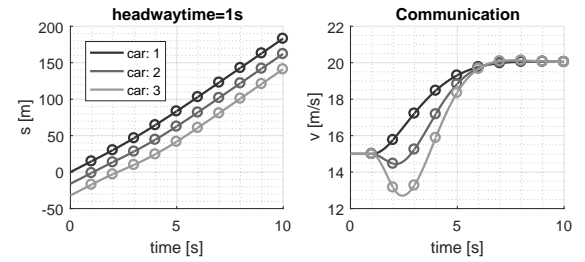 headwaytime=1s
200
150
100
50
0
-50
s [m]
car: 1
car: 2
car: 3
0
5
10
time [s]
Communication
22
20
18
16
14
12
v [m/s]
0
5
10
time [s]